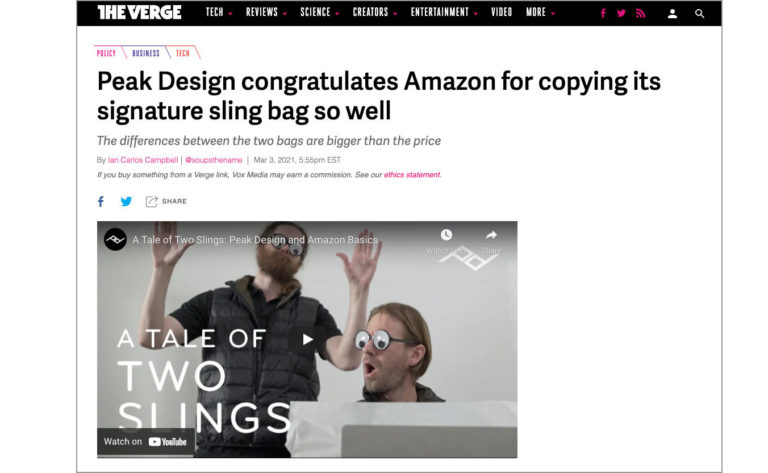 THE VERGE
TECH REVIEWS SCIENCE CREATORS ENTERTAINMENT VIDEO MORE
POLICY BUSINESS TECH
Peak Design congratulates Amazon for copying its
signature sling bag so well
The differences between the two bags are bigger than the price
By Ian Carlos Campbell | @soupsthename | Mar 3, 2021, 5:55pm EST
If you buy something from a Verge link, Vox Media may earn a commission. See our ethics statement.
SHARE
A Tale of Two Slings: Peak Design and Amazon Basics
Watch later Share
A TALE OF
TWO
SLINGS
Watch on YouTube